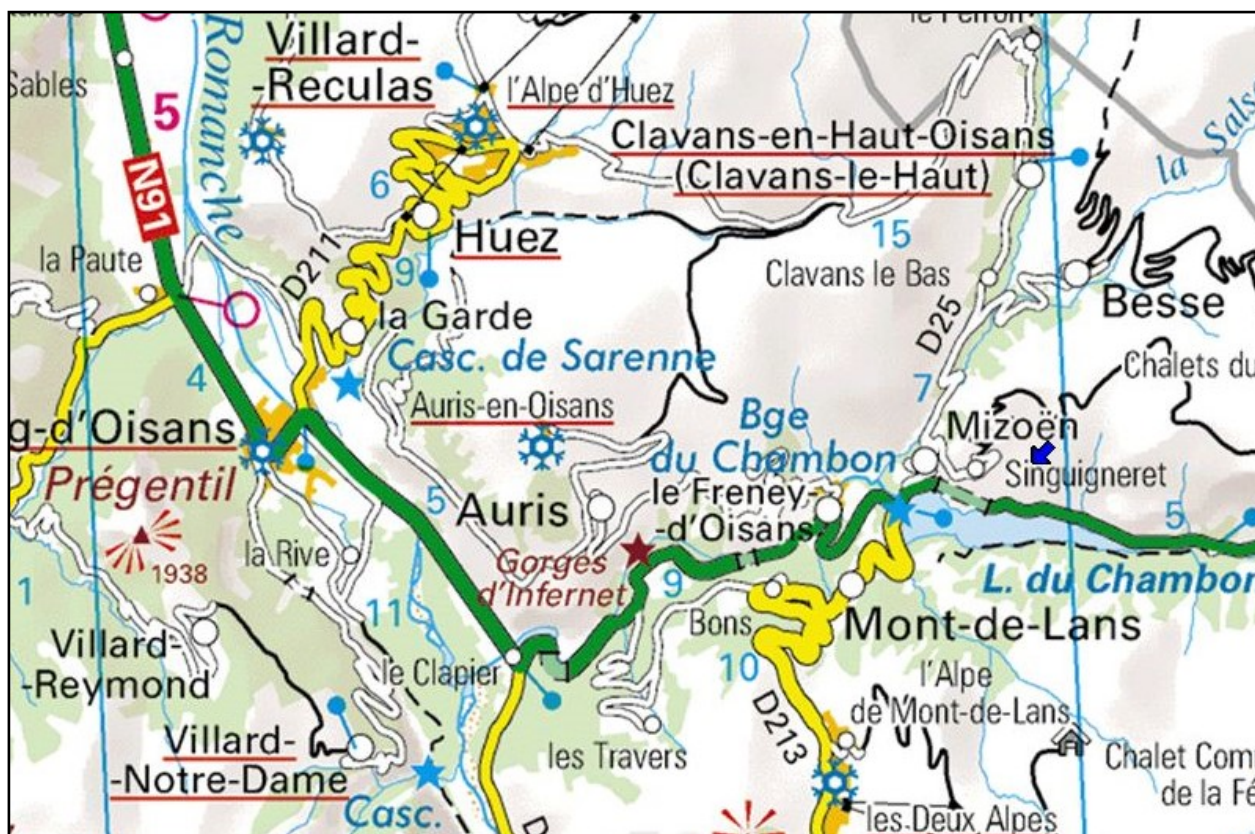 Villard-
-Reculas
Romanche
Sables
5
l'Alpe d'Huez
Clavans-en-Haut-Oisans
(Clavans-le-Haut)
la Salse
N91
6
Huez
15
la Paute
D211
9
Clavans le Bas
Besse
la Garde
D25
Casc. de Sarenne
Chalets du
4
7
Auris-en-Oisans
g-d'Oisans
Bge
du Chambon
Mizoën
Singuigneret
Prégentil
5
Auris
le Freney-
-d'Oisans
5
1938
la Rive
Gorges
d'Infernet
9
L. du Chambon
1
11
Bons
Mont-de-Lans
Villard-
-Reymond
le Clapier
10
l'Alpe
de Mont-de-Lans
D213
Villard-
-Notre-Dame
les Travers
Chalet Com
de la Fé
Casc.
D
les Deux Alpes